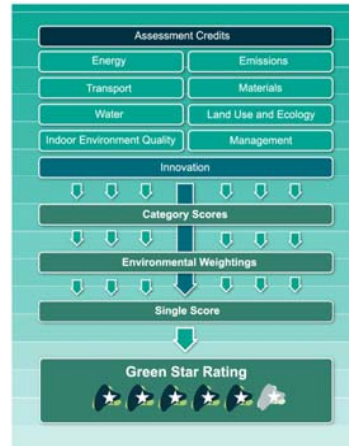 Assessment Credits
Energy
Emissions
Transport
Materials
Water
Land Use and Ecology
Indoor Environment Quality
Management
Innovation
Category Scores
Environmental Weightings
Single Score
Green Star Rating